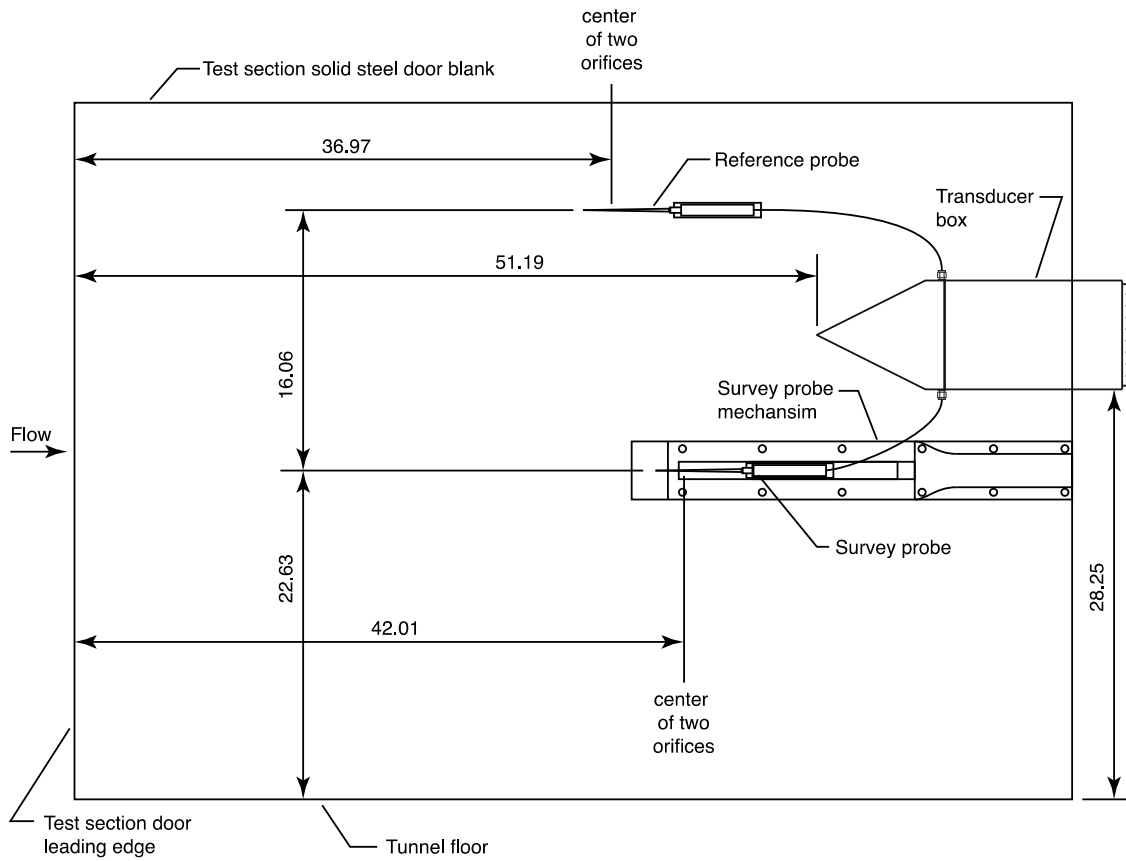 center
of two
orifices
Test section solid steel door blank
36.97
Reference probe
Transducer
box
51.19
16.06
Survey probe
mechansim
Flow
Survey probe
22.63
28.25
42.01
center
of two
orifices
Test section door
leading edge
Tunnel floor